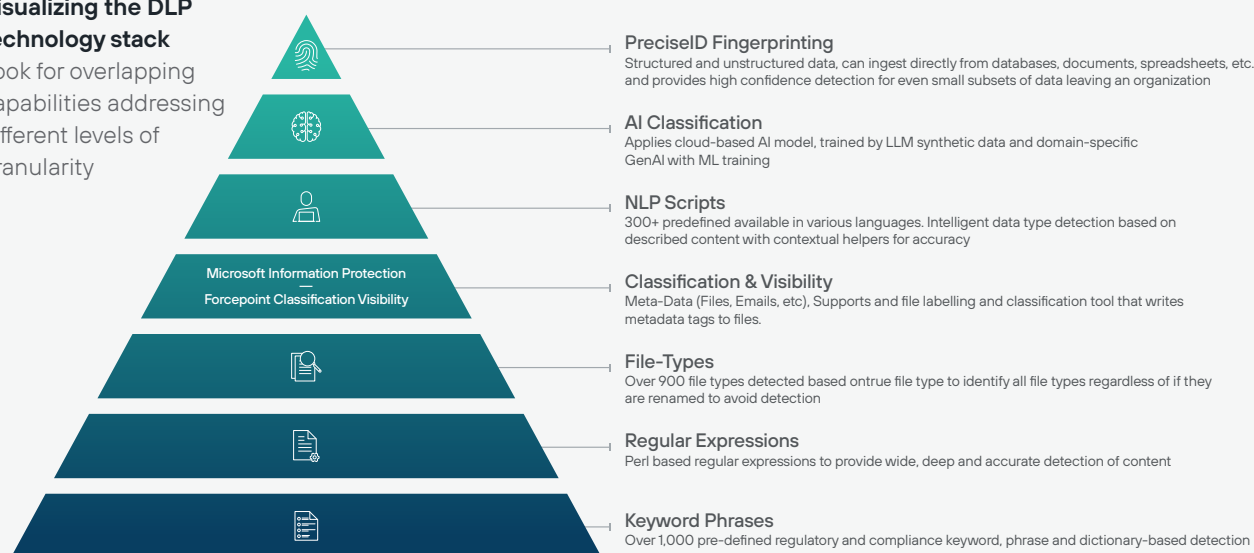 isualizing the DLP
echnology stack
ook for overlapping
apabilities addressing
fferent levels of
ranularity
PreciseID Fingerprinting
Structured and unstructured data, can ingest directly from databases, documents, spreadsheets, etc.
and provides high confidence detection for even small subsets of data leaving an organization
AI Classification
Applies cloud-based AI model, trained by LLM synthetic data and domain-specific
GenAI with ML training
NLP Scripts
300+ predefined available in various languages. Intelligent data type detection based on
described content with contextual helpers for accuracy
Microsoft Information Protection
Forcepoint Classification Visibility
Classification & Visibility
Meta-Data (Files, Emails, etc), Supports and file labelling and classification tool that writes
metadata tags to files.
File-Types
Over 900 file types detected based ontrue file type to identify all file types regardless of if they
are renamed to avoid detection
Regular Expressions
Perl based regular expressions to provide wide, deep and accurate detection of content
Keyword Phrases
Over 1,000 pre-defined regulatory and compliance keyword, phrase and dictionary-based detection